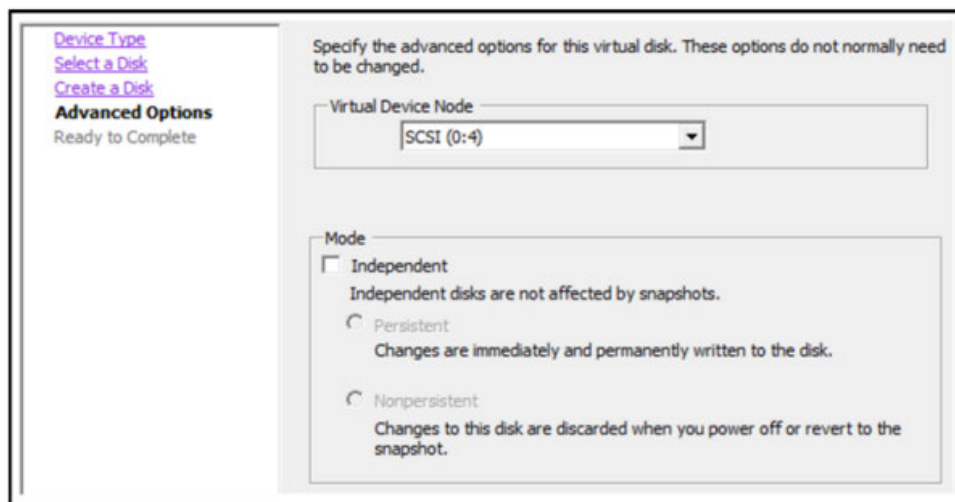 Device Type
Select a Disk
Create a Disk
Advanced Options
Ready to Complete
Specify the advanced options for this virtual disk. These options do not normally need
to be changed.
Virtual Device Node
SCSI (0:4)
Mode
Independent
Independent disks are not affected by snapshots.
Persistent
Changes are immediately and permanently written to the disk.
Nonpersistent
Changes to this disk are discarded when you power off or revert to the
snapshot.